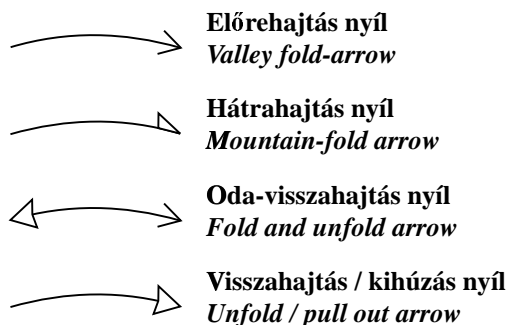 Előrehajtás nyíl
Valley fold-arrow
Hátrahajtás nyíl
Mountain-fold arrow
Oda-visszahajtás nyíl
Fold and unfold arrow
Visszahajtás / kihúzás nyíl
Unfold / pull out arrow